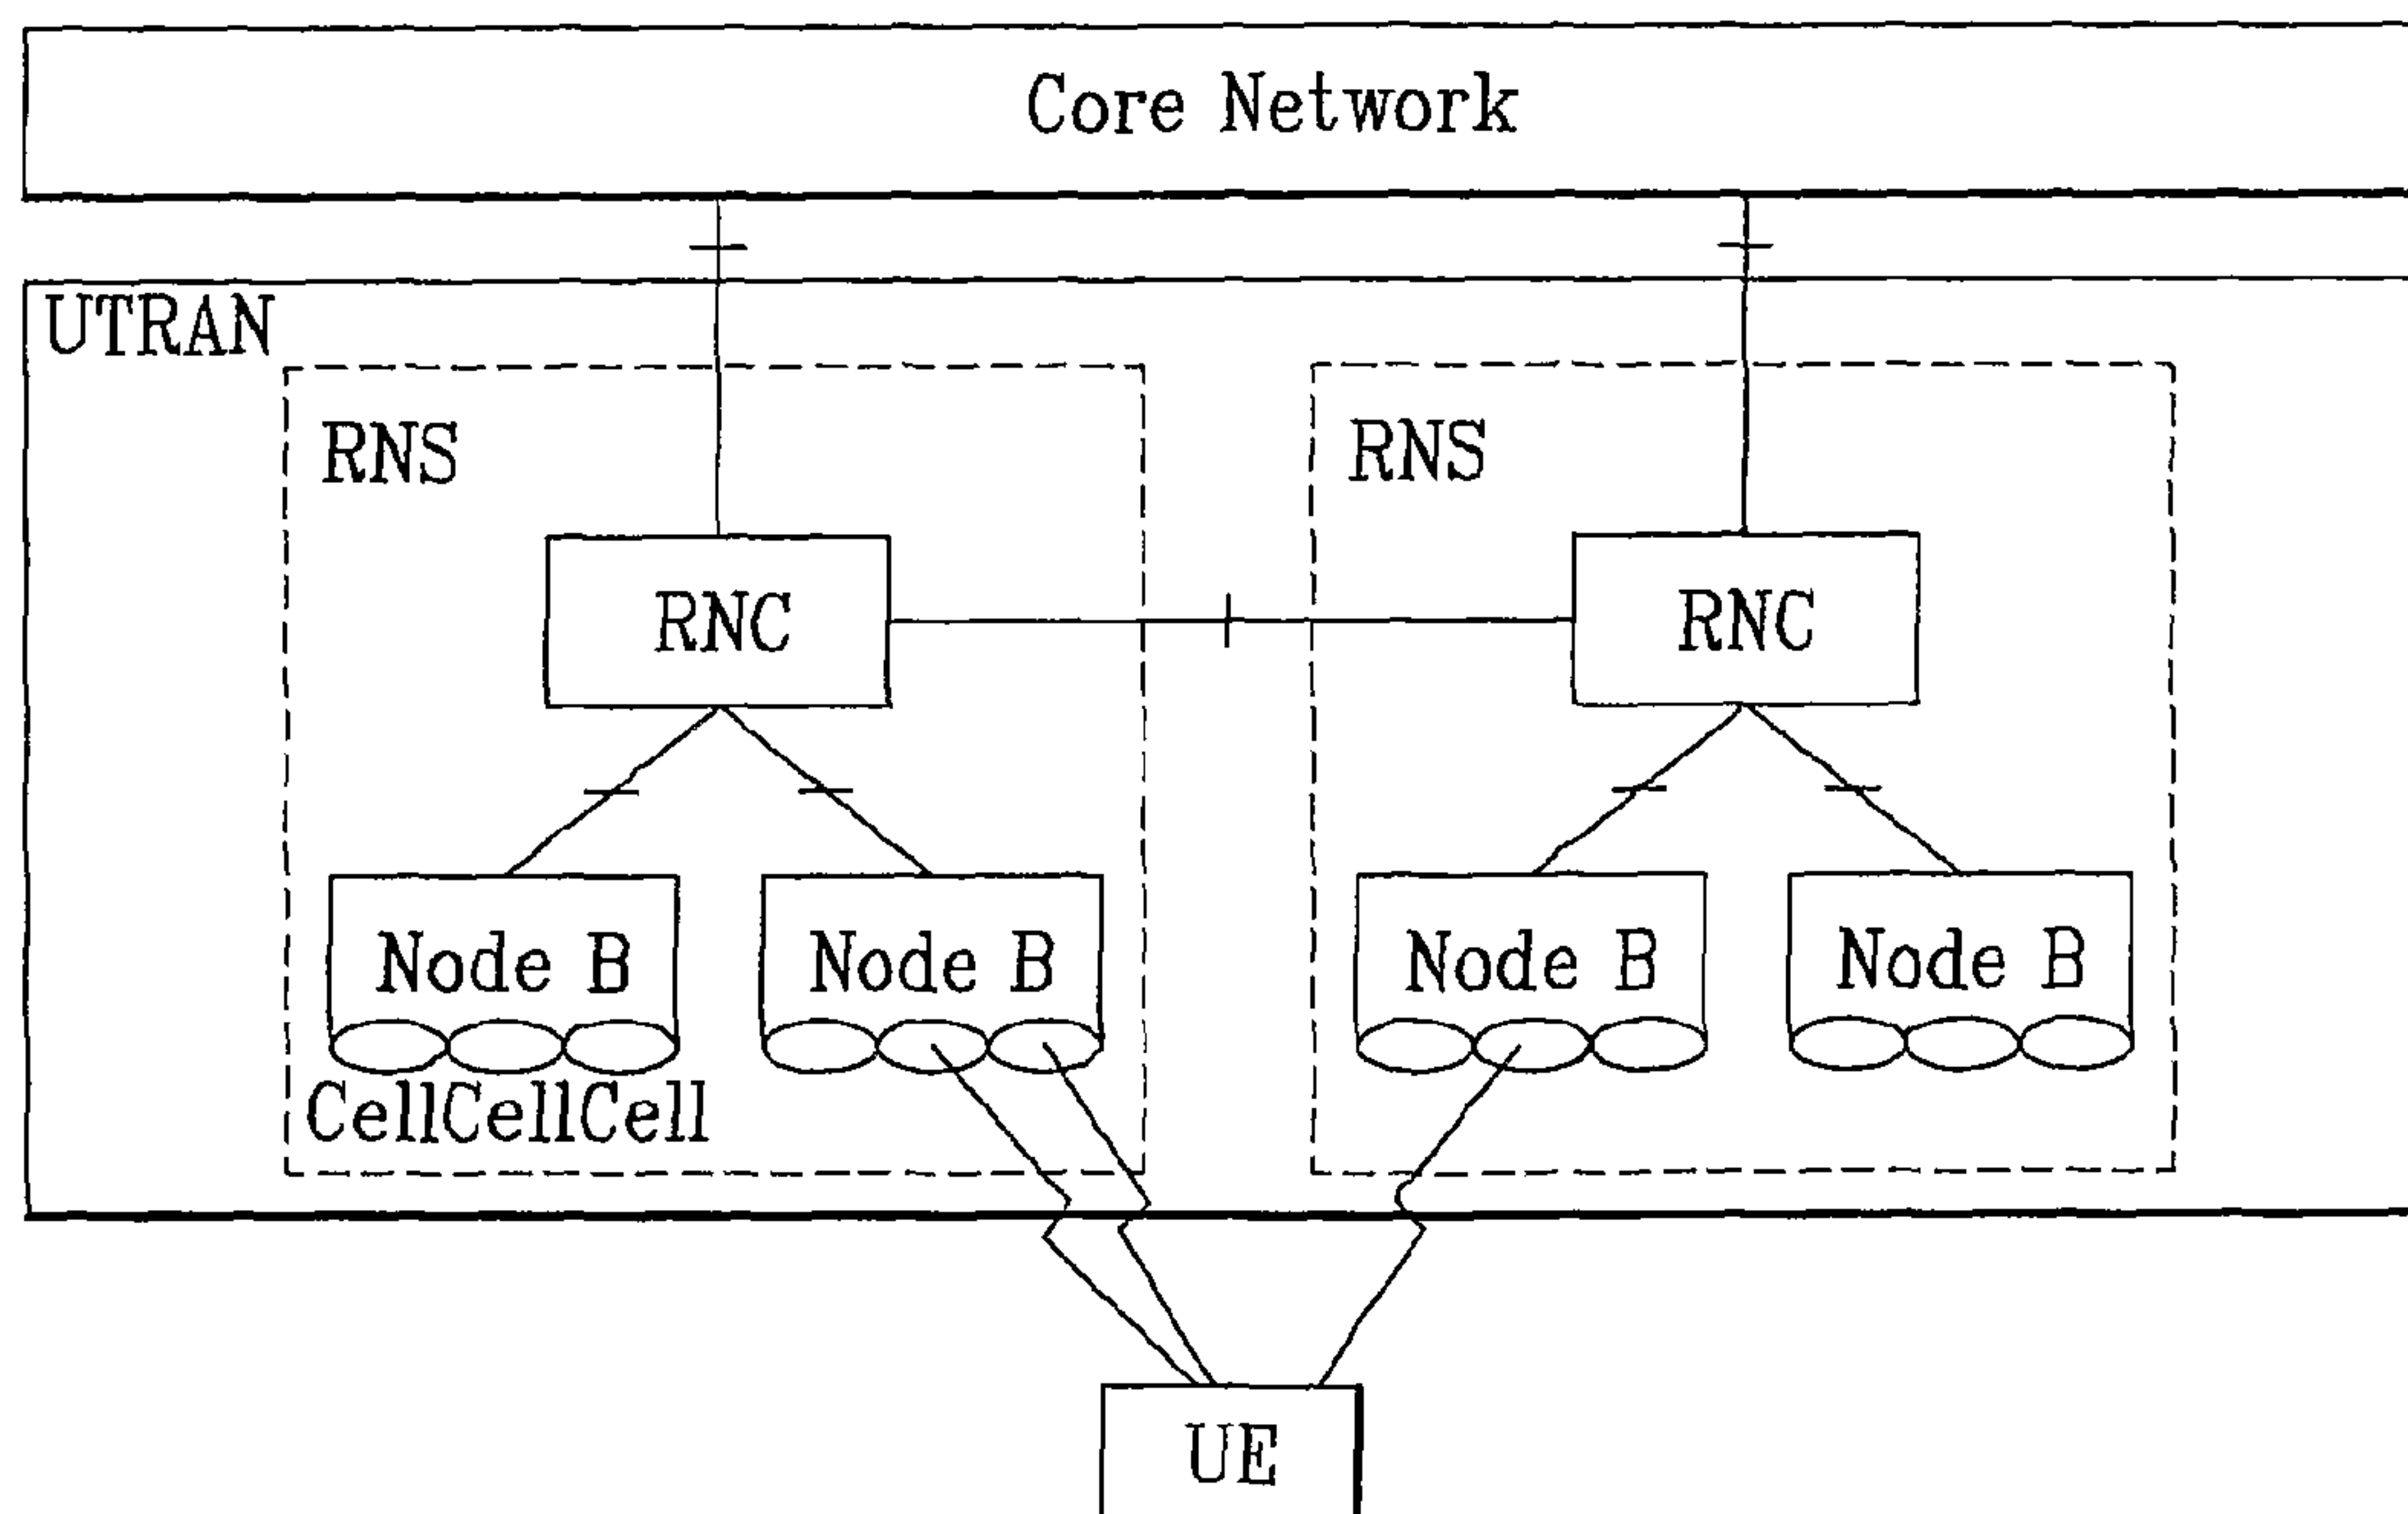 Core Network
UTRAN
RNS
RNS
RNC
RNC
Node B
Node B
Node B
Node B
CellCellCell
UE